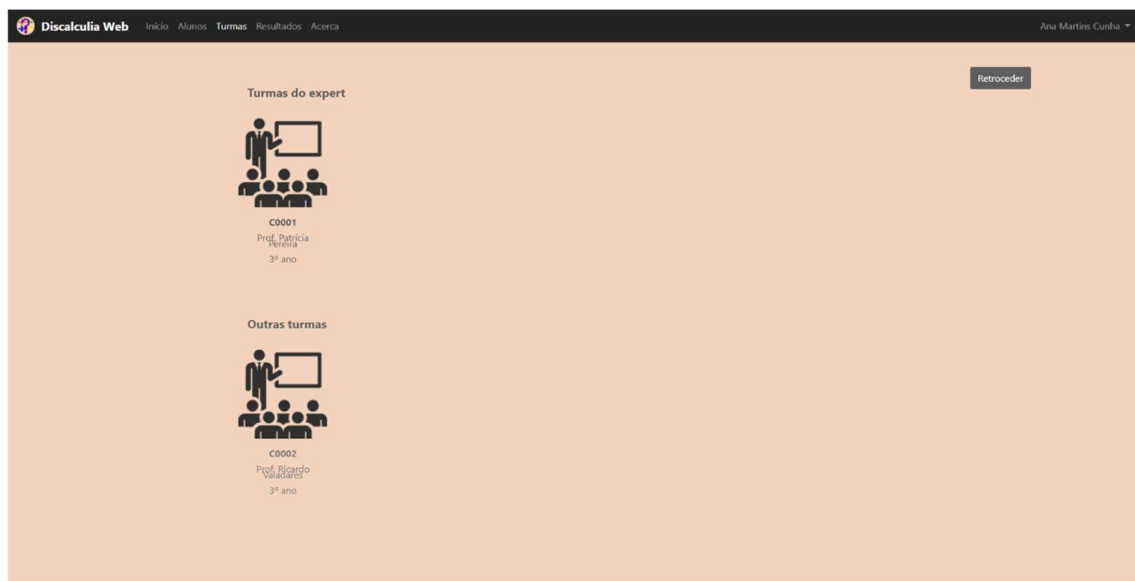 Discalculia Web Início Alunos Turmas Resultados Acerca Ana Martins Cunha
Retroceder
Turmas do expert
C0001
Prof. Patrícia
Pereira
3º ano
Outras turmas
C0002
Prof. Ricardo
Valadares
3º ano